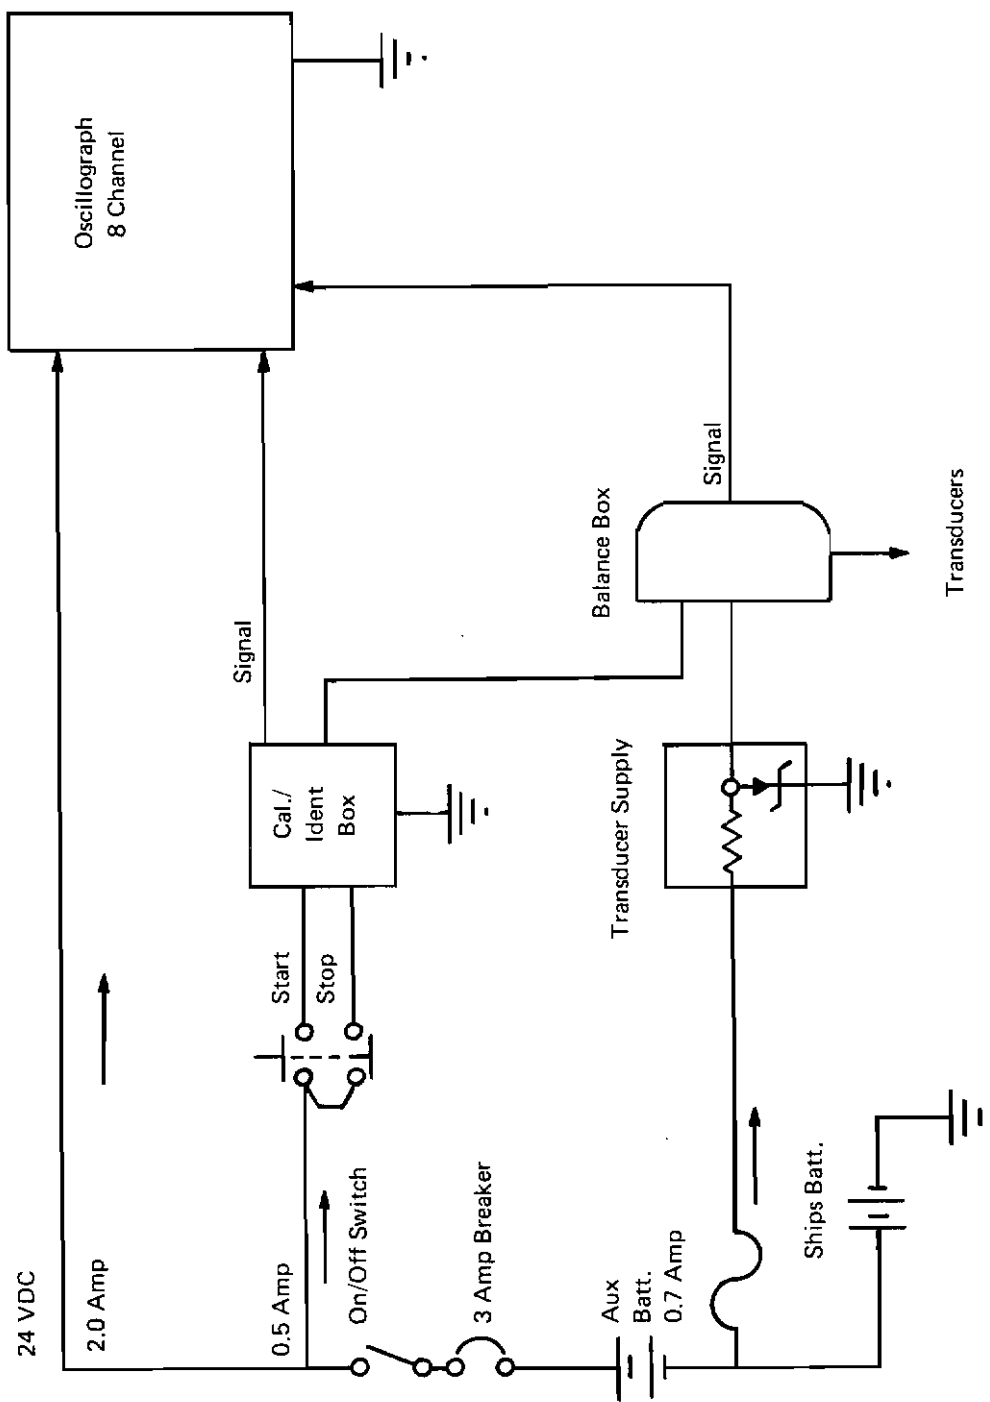 24 VDC
2.0 Amp
0.5 Amp
On/Off Switch
3 Amp Breaker
Aux
Batt.
0.7 Amp
Ships Batt.
Start
Stop
Cal./
Ident
Box
Transducer Supply
Signal
Balance Box
Signal
Transducers
Oscillograph
8 Channel